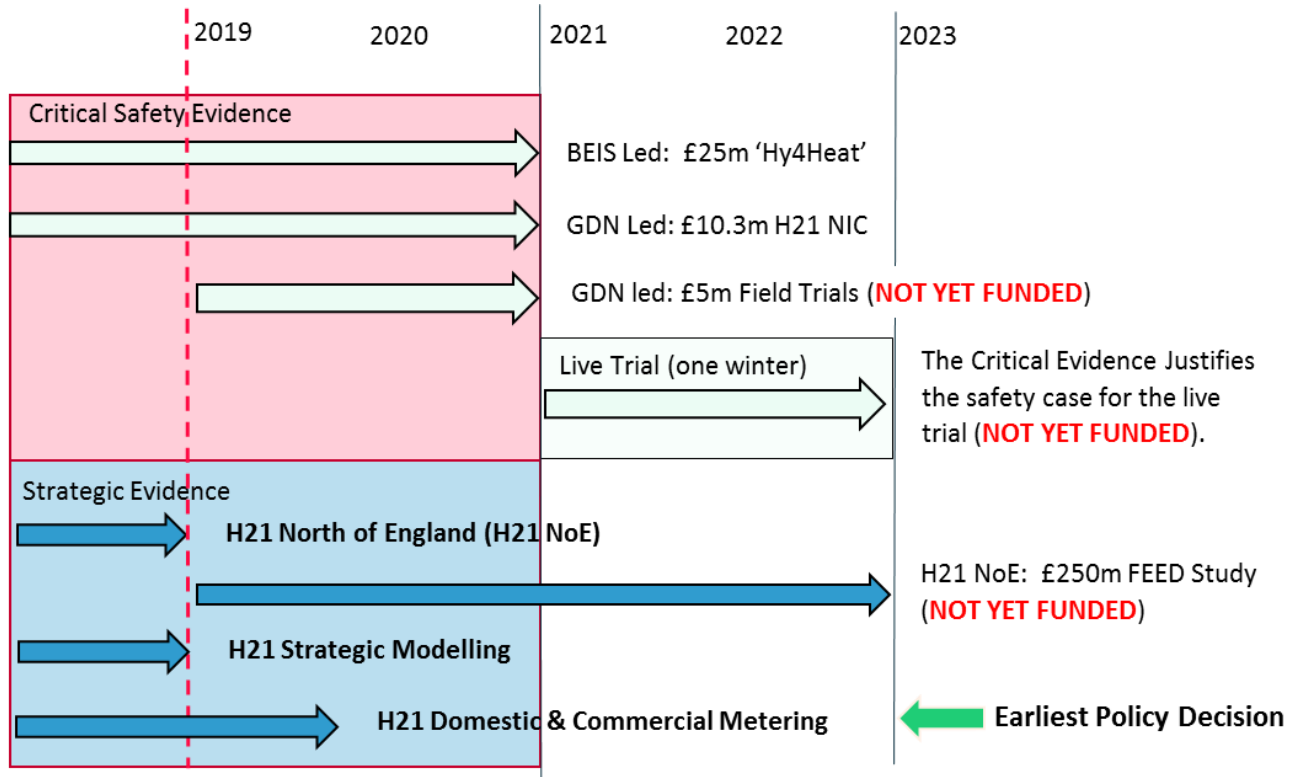 2019 2020 2021 2022 2023
Critical Safety Evidence
BEIS Led: £25m ‘Hy4Heat’
GDN Led: £10.3m H21 NIC
GDN led: £5m Field Trials (NOT YET FUNDED)
Live Trial (one winter)
The Critical Evidence Justifies
the safety case for the live
trial (NOT YET FUNDED).
Strategic Evidence
H21 North of England (H21 NoE)
H21 NoE: £250m FEED Study
(NOT YET FUNDED)
H21 Strategic Modelling
H21 Domestic & Commercial Metering
Earliest Policy Decision